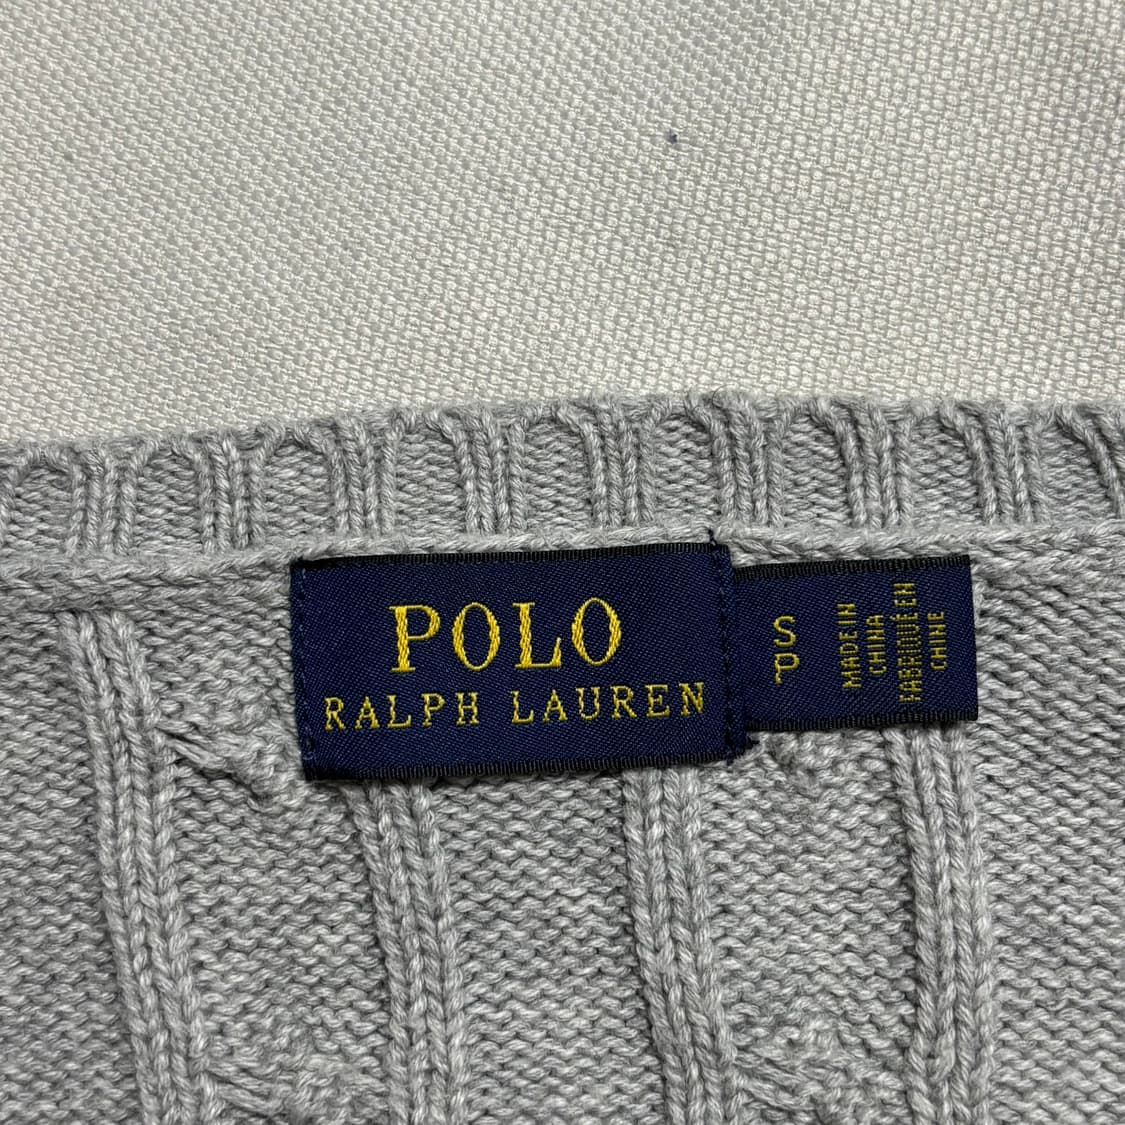 POLO
RALPH LAUREN
S
P
MADE IN
CHINA
FABRIQUÉ EN
CHINE